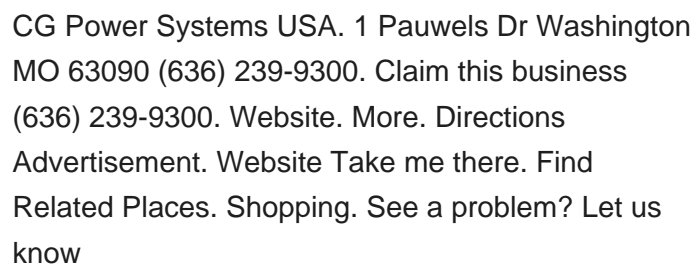 CG Power Systems USA. 1 Pauwels Dr Washington
MO 63090 (636) 239-9300. Claim this business
(636) 239-9300. Website. More. Directions
Advertisement. Website Take me there. Find
Related Places. Shopping. See a problem? Let us
know